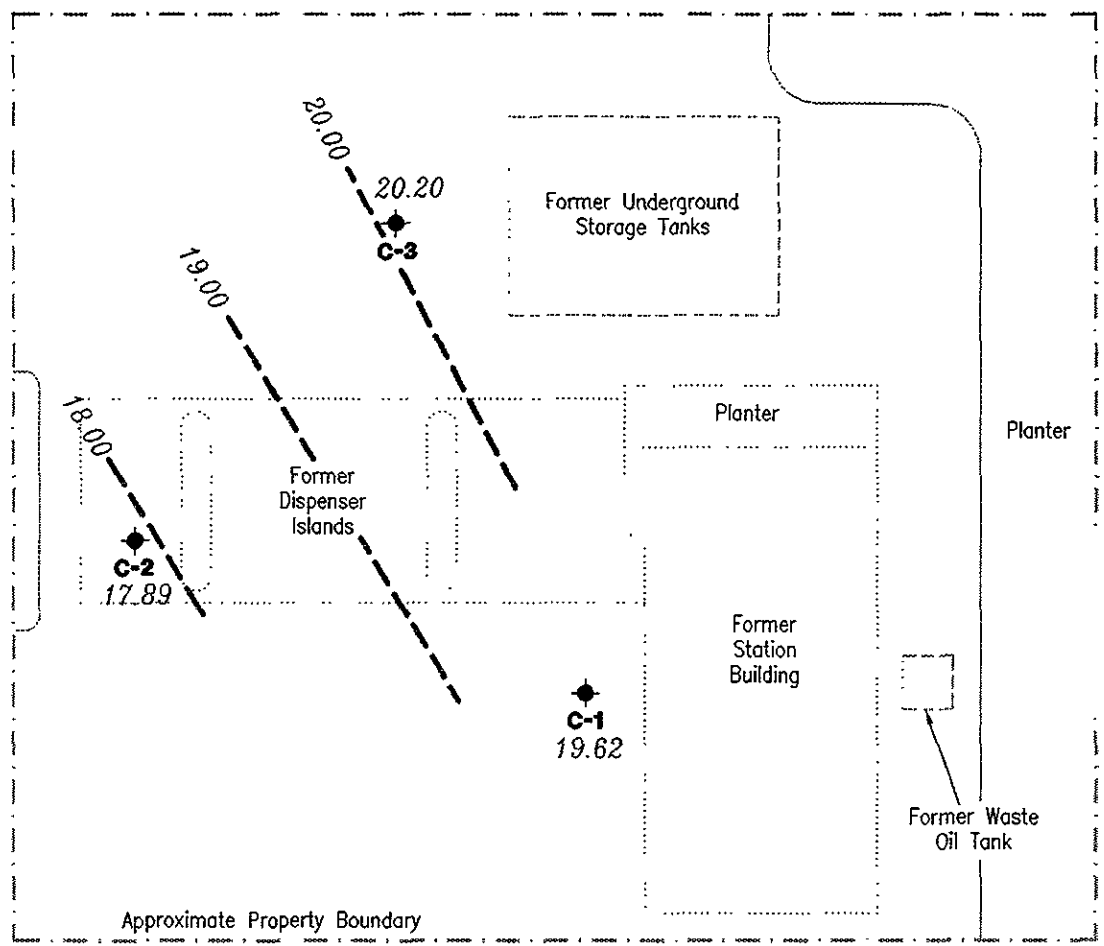 20.00
20.20
C-3
Former Underground
Storage Tanks
19.00
18.00
Planter
Planter
Former
Dispenser
Islands
C-2
17.89
Former
Station
Building
C-1
19.62
Former Waste
Oil Tank
Approximate Property Boundary